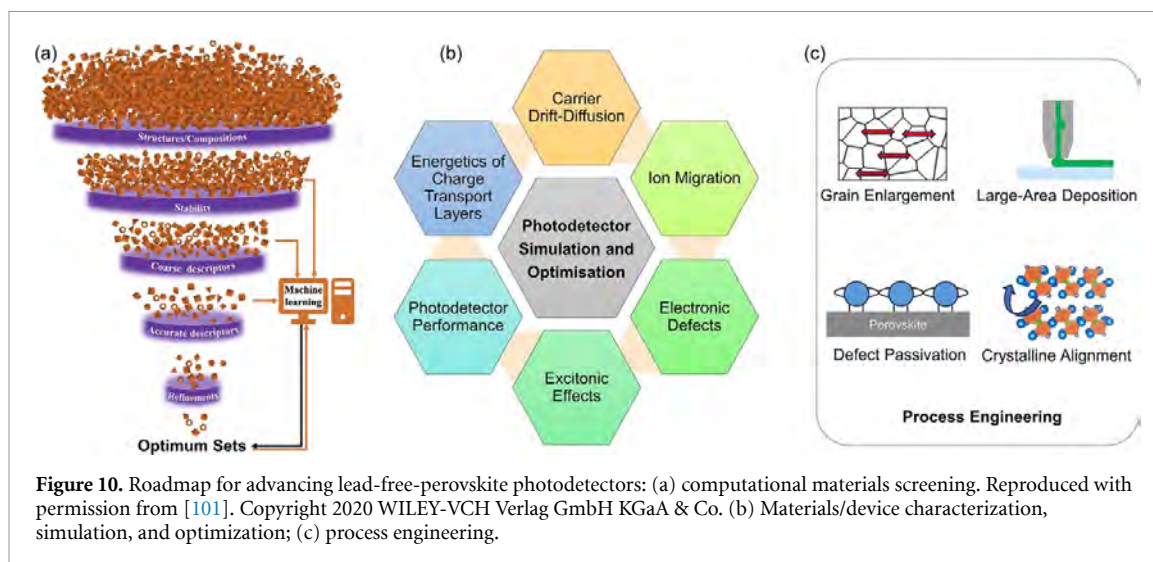 (a)
Structures/Compositions
Stability
Coarse descriptors
Machine
learning
Accurate descriptors
Refinements
Optimum Sets
(b)
Carrier
Drift-Diffusion
Energetics of
Charge
Transport
Layers
Ion Migration
Photodetector
Simulation and
Optimisation
Photodetector
Performance
Electronic
Defects
Excitonic
Effects
(c)
Grain Enlargement
Large-Area Deposition
Perovskite
Defect Passivation
Crystalline Alignment
Process Engineering
Figure 10. Roadmap for advancing lead-free-perovskite photodetectors: (a) computational materials screening. Reproduced with
permission from [101]. Copyright 2020 WILEY-VCH Verlag GmbH KGaA & Co. (b) Materials/device characterization,
simulation, and optimization; (c) process engineering.